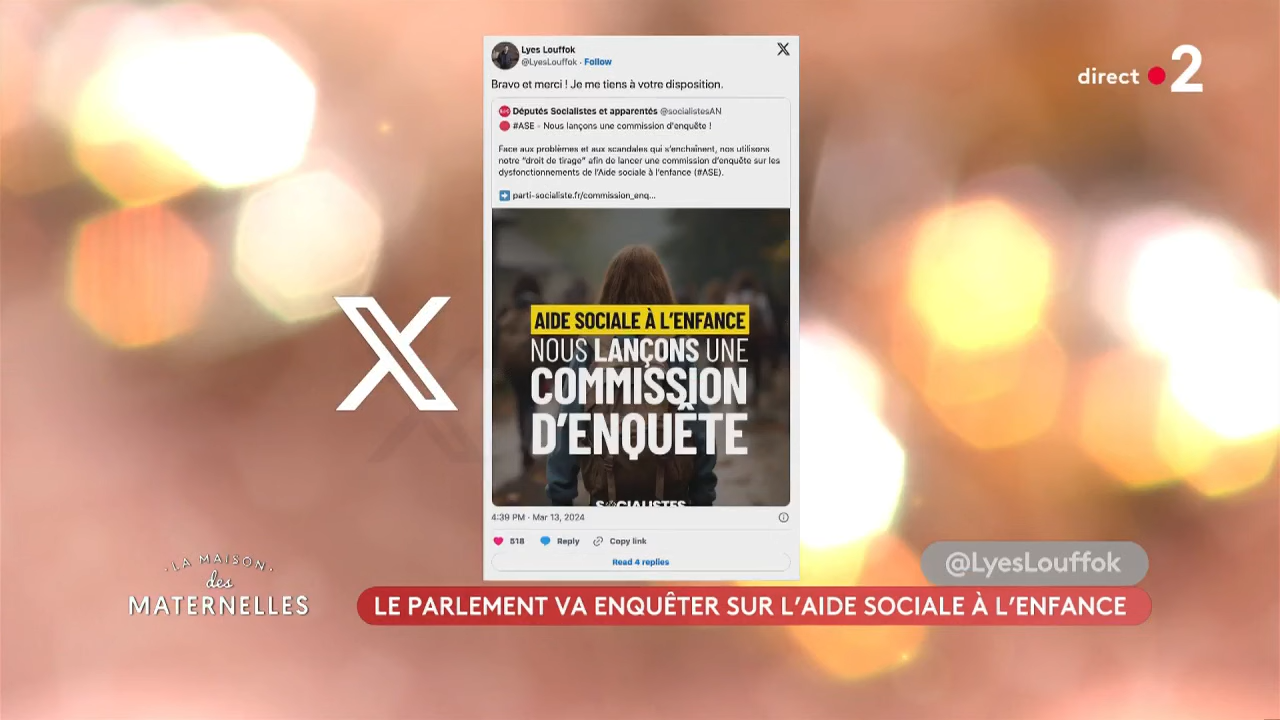 Lyes Louffok
@LyesLouffok · Follow
Bravo et merci ! Je me tiens à votre disposition.
Députés Socialistes et apparentés @socialistesAN
#ASE - Nous lançons une commission d'enquête !
Face aux problèmes et aux scandales qui s'enchaînent, nos utilisons
notre "droit de tirage" afin de lancer une commission d'enquête sur les
dysfonctionnements de l'Aide sociale à l'enfance (#ASE).
parti-socialiste.fr/commission_enq...
AIDE SOCIALE À L'ENFANCE
NOUS LANÇONS UNE
COMMISSION
D'ENQUÊTE
SOCIALISTES
4:39 PM · Mar 13, 2024
518 Reply Copy link
Read 4 replies
direct 2
X
@LyesLouffok
· LA MAISON ·
des
MATERNELLES
LE PARLEMENT VA ENQUÊTER SUR L'AIDE SOCIALE À L'ENFANCE